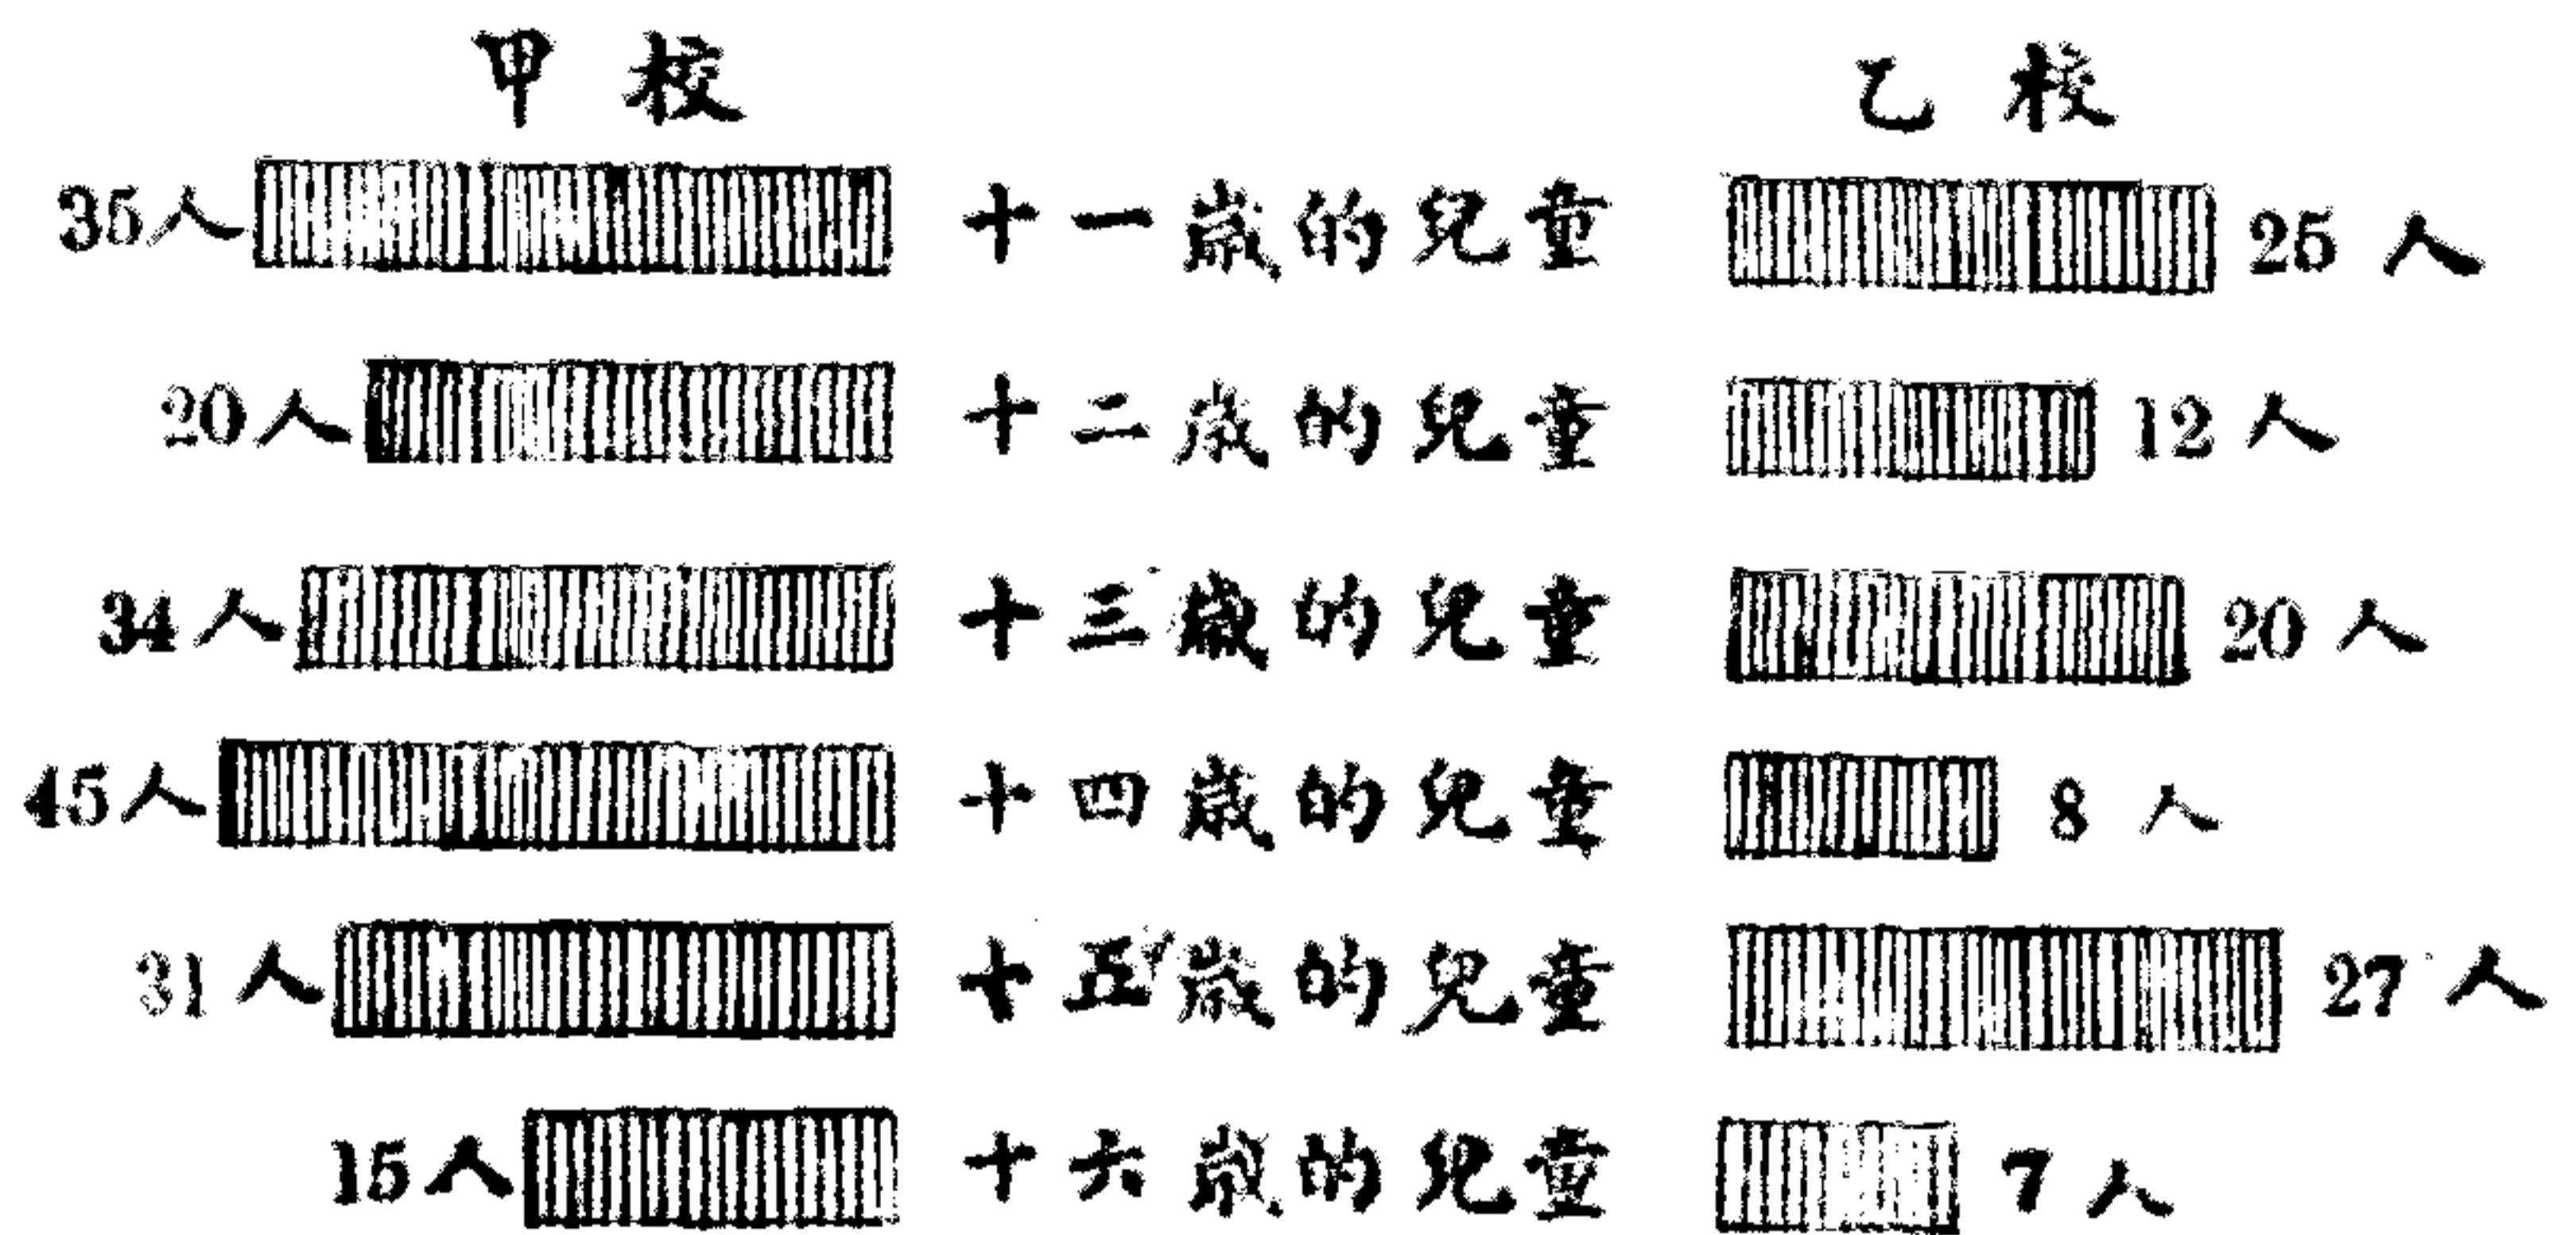 甲校 乙校
35人 十一歲的兒童 25人
20人 十二歲的兒童 12人
34人 十三歲的兒童 20人
45人 十四歲的兒童 8人
31人 十五歲的兒童 27人
15人 十六歲的兒童 7人